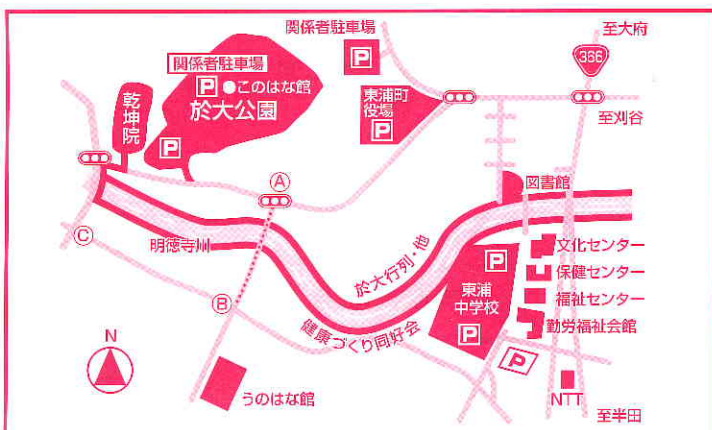 関係者駐車場
P
関係者駐車場
P ●このはな館
於大公園
P
乾坤院
東浦町
役場
P
至大府
366
至刈谷
図書館
A
C
明徳寺川
B
於大行列・他
健康づくり同好会
P
東浦
中学校
P
文化センター
保健センター
福祉センター
勤労福祉会館
P
N
うのはな館
NTT
至半田